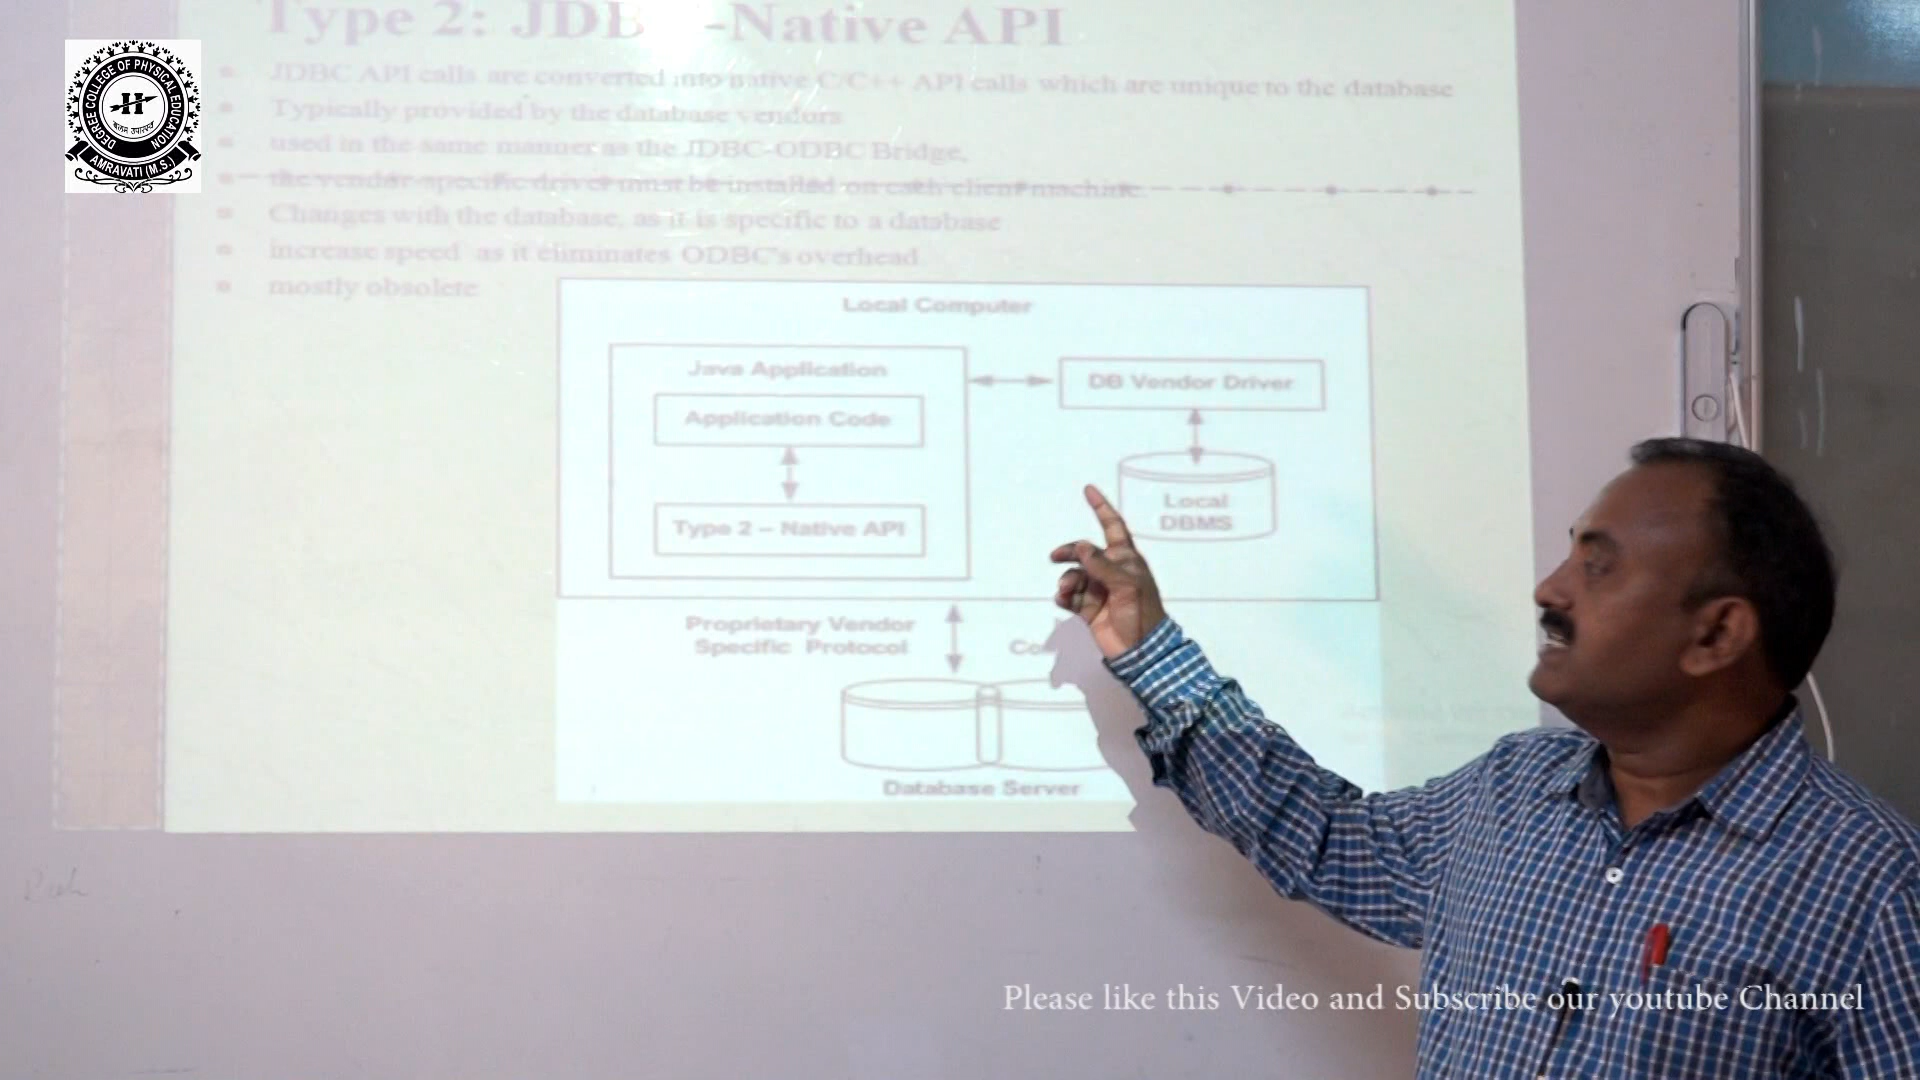 Type 2: JDB -Native API
DEGREE COLLEGE OF PHYSICAL EDUCATION
AMRAVATI (M.S.)
JDBC API calls are converted into native C/C++ API calls which are unique to the database
Typically provided by the database vendors
used in the same manner as the JDBC-ODBC Bridge,
the vendor-specific driver must be installed on each client machine.
Changes with the database, as it is specific to a database
increase speed as it eliminates ODBC's overhead
mostly obsolete
Local Computer
Java Application
DB Vendor Driver
Application Code
Local
DBMS
Type 2 – Native API
Proprietary Vendor
Specific Protocol
Database Server
Please like this Video and Subscribe our youtube Channel